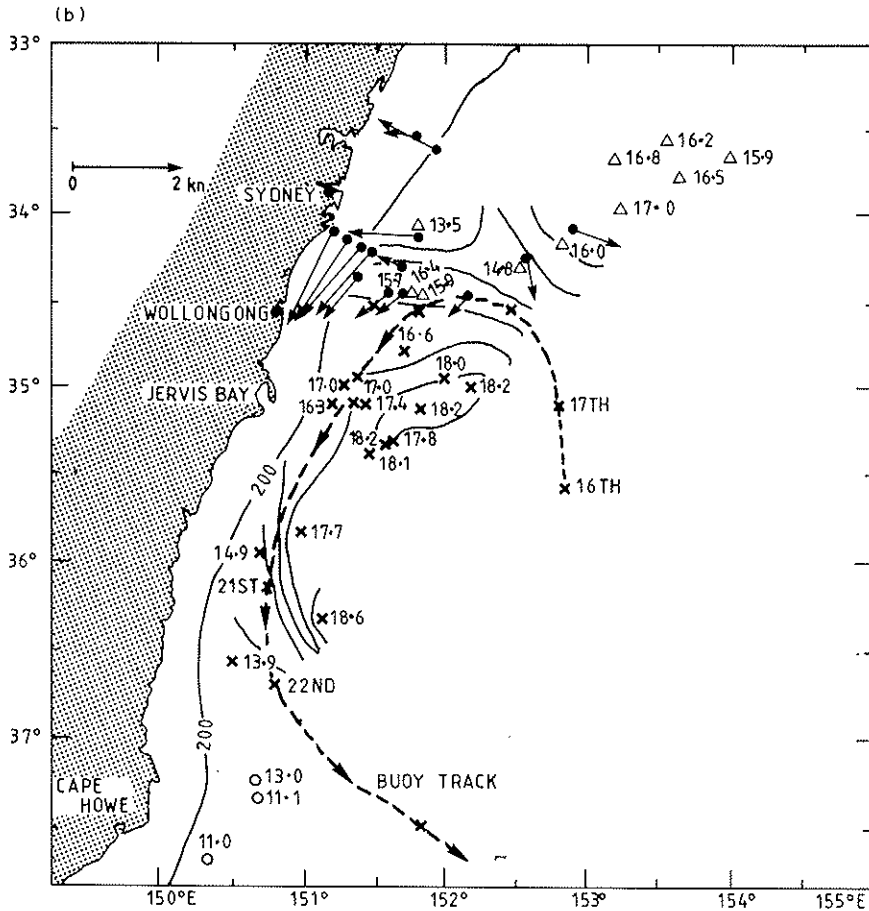 (b)
33°
16·2
16·8
15·9
16·5
0
2 kn.
SYDNEY
17·0
34°
13·5
16·0
16·4
14·8
15·7
15·9
WOLLONGONG
16·6
18·0
35°
17·0
17·0
18·2
JERVIS BAY
16·3
17·4
18·2
17TH
18·2
17·8
18·1
16TH
200
17·7
36°
14·9
21ST
18·6
13·9
22ND
37°
200
13·0
BUOY TRACK
CAPE
HOWE
11·1
11·0
150°E
151°
152°
153°
154°
155°E